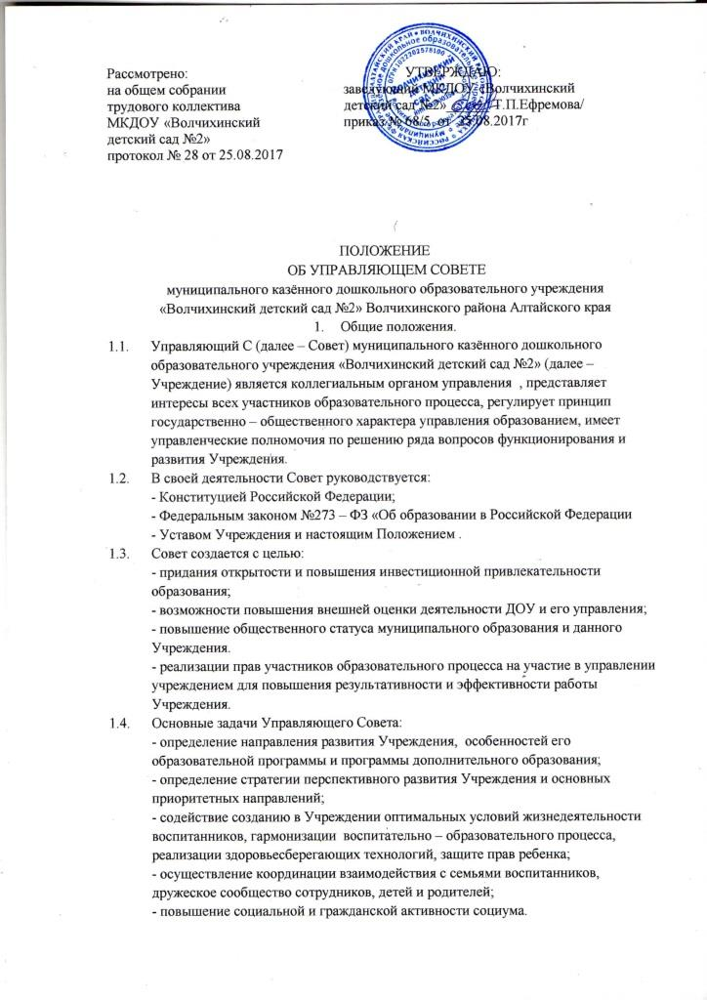 Рассмотрено:
на общем собрании
трудового коллектива
МКДОУ «Волчихинский
детский сад №2»
протокол № 28 от 25.08.2017
УТВЕРЖДАЮ:
заведующий МКДОУ «Волчихинский
детский сад №2» /Т.П.Ефремова/
приказ № 68/5 от 25.08.2017г
ПОЛОЖЕНИЕ
ОБ УПРАВЛЯЮЩЕМ СОВЕТЕ
муниципального казённого дошкольного образовательного учреждения
«Волчихинский детский сад №2» Волчихинского района Алтайского края
1. Общие положения.
1.1. Управляющий С (далее – Совет) муниципального казённого дошкольного
образовательного учреждения «Волчихинский детский сад №2» (далее –
Учреждение) является коллегиальным органом управления , представляет
интересы всех участников образовательного процесса, регулирует принцип
государственно – общественного характера управления образованием, имеет
управленческие полномочия по решению ряда вопросов функционирования и
развития Учреждения.
1.2. В своей деятельности Совет руководствуется:
- Конституцией Российской Федерации;
- Федеральным законом №273 – ФЗ «Об образовании в Российской Федерации
- Уставом Учреждения и настоящим Положением .
1.3. Совет создается с целью:
- придания открытости и повышения инвестиционной привлекательности
образования;
- возможности повышения внешней оценки деятельности ДОУ и его управления;
- повышение общественного статуса муниципального образования и данного
Учреждения.
- реализации прав участников образовательного процесса на участие в управлении
учреждением для повышения результативности и эффективности работы
Учреждения.
1.4. Основные задачи Управляющего Совета:
- определение направления развития Учреждения, особенностей его
образовательной программы и программы дополнительного образования;
- определение стратегии перспективного развития Учреждения и основных
приоритетных направлений;
- содействие созданию в Учреждении оптимальных условий жизнедеятельности
воспитанников, гармонизации воспитательно – образовательного процесса,
реализации здоровьесберегающих технологий, защите прав ребенка;
- осуществление координации взаимодействия с семьями воспитанников,
дружеское сообщество сотрудников, детей и родителей;
- повышение социальной и гражданской активности социума.